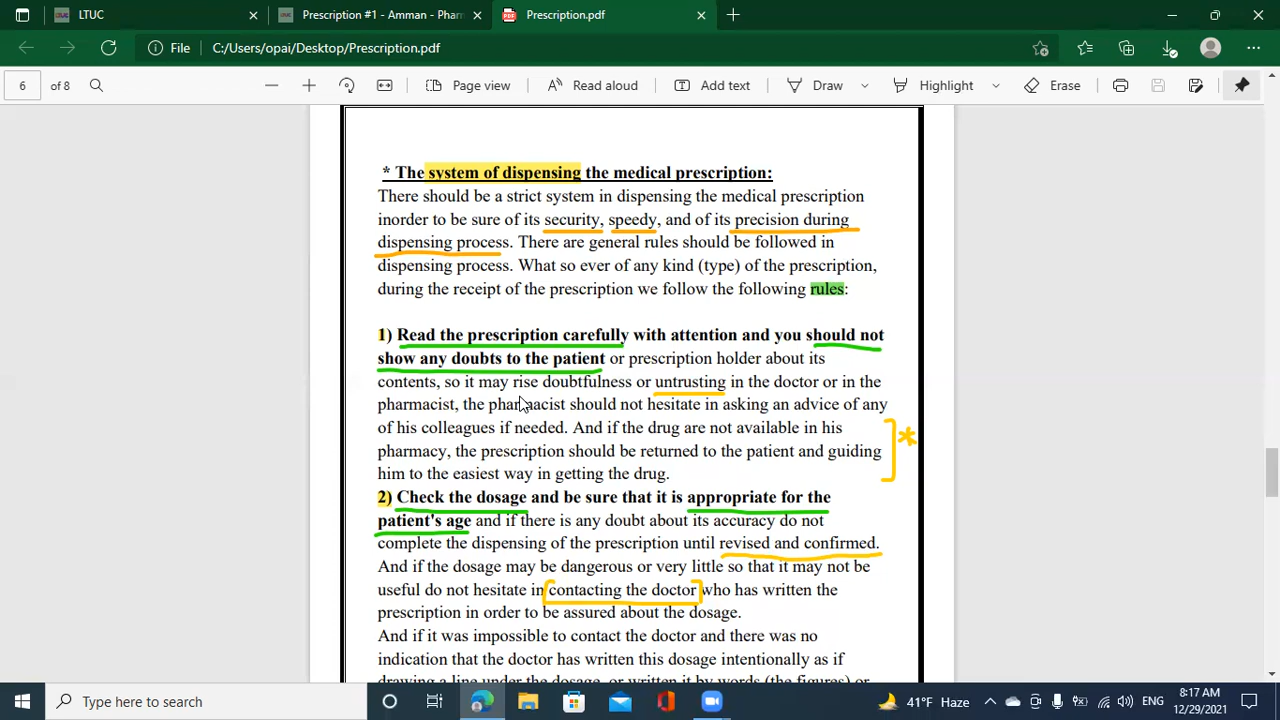 LTUC
Prescription #1 - Amman - Phar
Prescription.pdf
File
C:/Users/opai/Desktop/Prescription.pdf
6 of 8
Page view
Read aloud
Add text
Draw
Highlight
Erase
* The system of dispensing the medical prescription:
There should be a strict system in dispensing the medical prescription
inorder to be sure of its security, speedy, and of its precision during
dispensing process. There are general rules should be followed in
dispensing process. What so ever of any kind (type) of the prescription,
during the receipt of the prescription we follow the following rules:
1) Read the prescription carefully with attention and you should not
show any doubts to the patient or prescription holder about its
contents, so it may rise doubtfulness or untrusting in the doctor or in the
pharmacist, the pharmacist should not hesitate in asking an advice of any
of his colleagues if needed. And if the drug are not available in his
pharmacy, the prescription should be returned to the patient and guiding
him to the easiest way in getting the drug.
*
2) Check the dosage and be sure that it is appropriate for the
patient's age and if there is any doubt about its accuracy do not
complete the dispensing of the prescription until revised and confirmed.
And if the dosage may be dangerous or very little so that it may not be
useful do not hesitate in contacting the doctor who has written the
prescription in order to be assured about the dosage.
And if it was impossible to contact the doctor and there was no
indication that the doctor has written this dosage intentionally as if
drawing a line under the dosage, or written it by words (the figures) or
Type here to search
41°F Haze
ENG
8:17 AM
12/29/2021